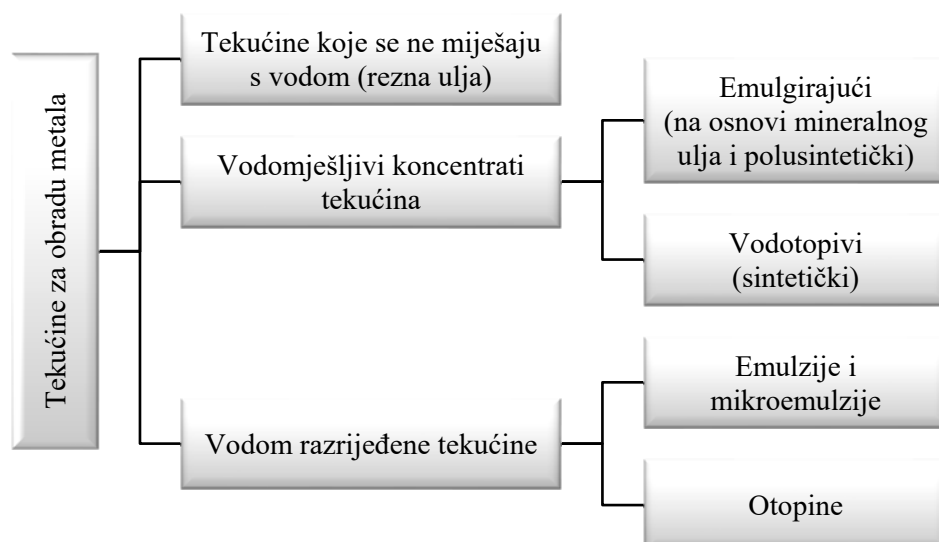 Tekućine za obradu metala
Tekućine koje se ne miješaju
s vodom (rezna ulja)
Vodomješljivi koncentrati
tekućina
Emulgirajući
(na osnovi mineralnog
ulja i polusintetički)
Vodotopivi
(sintetički)
Vodom razrijeđene tekućine
Emulzije i
mikroemulzije
Otopine